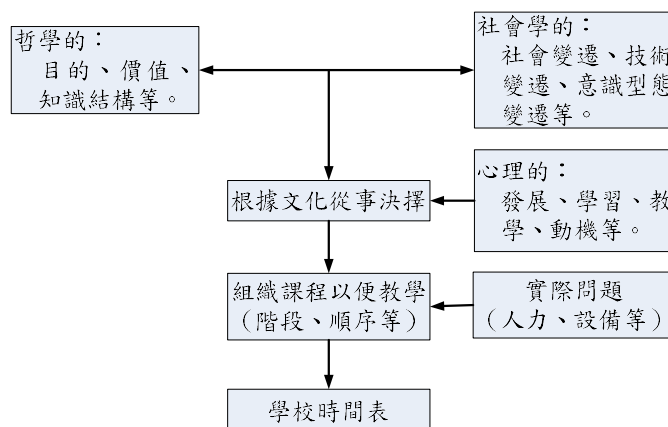 哲學的：
目的、價值、
知識結構等。
社會學的：
社會變遷、技術
變遷、意識型態
變遷等。
根據文化從事決擇
心理的：
發展、學習、教
學、動機等。
組織課程以便教學
（階段、順序等）
實際問題
（人力、設備等）
學校時間表